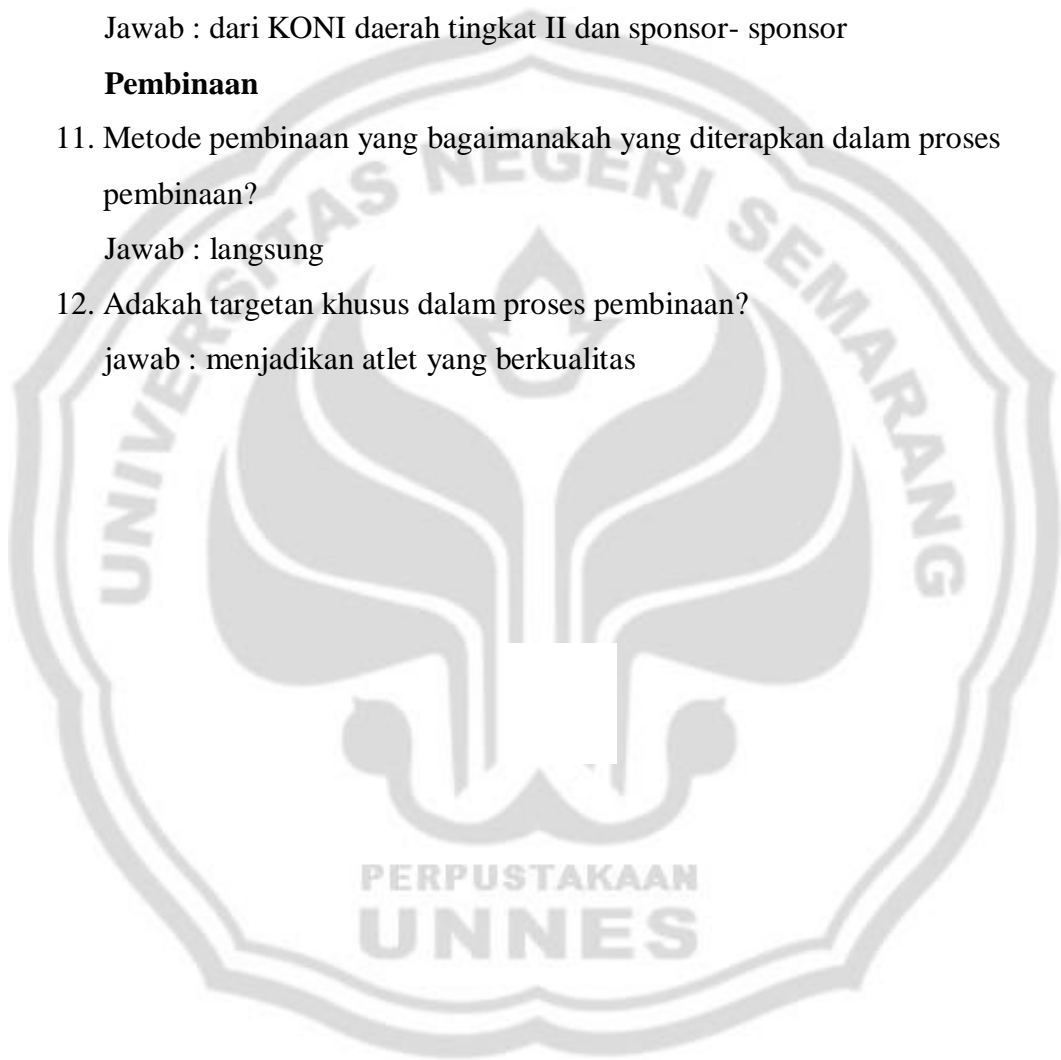 Jawab : dari KONI daerah tingkat II dan sponsor- sponsor
Pembinaan
11. Metode pembinaan yang bagaimanakah yang diterapkan dalam proses
pembinaan?
Jawab : langsung
12. Adakah targetan khusus dalam proses pembinaan?
jawab : menjadikan atlet yang berkualitas
UNIVERSITAS NEGERI SEMARANG
PERPUSTAKAAN
UNNES